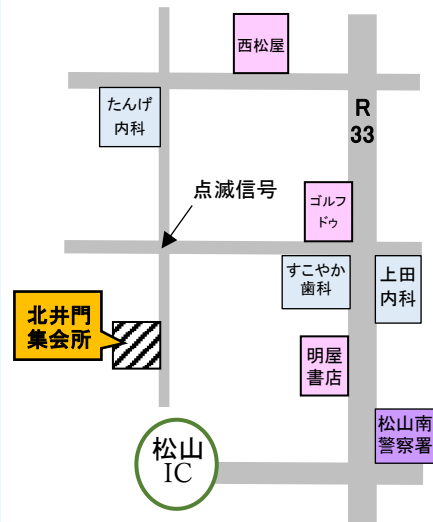 西松屋
たんげ
内科
R
33
点滅信号
ゴルフ
ドゥ
すこやか
歯科
上田
内科
北井門
集会所
明屋
書店
松山南
警察署
松山
IC